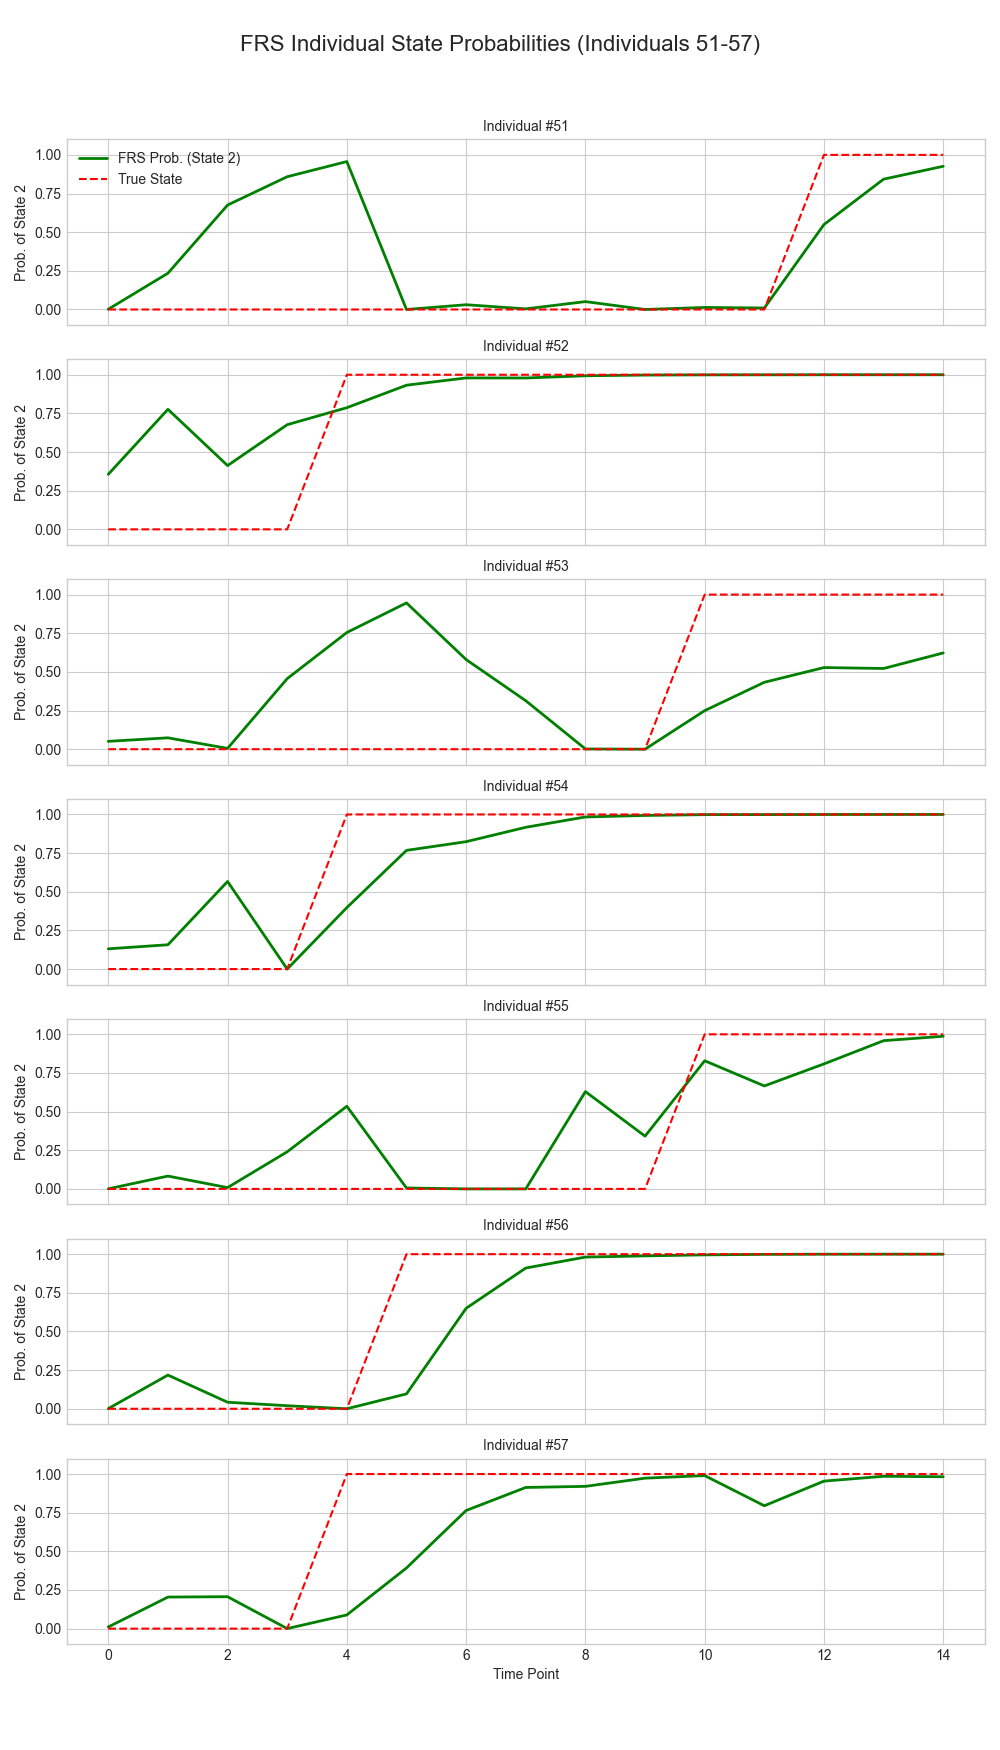 FRS Individual State Probabilities (Individuals 51-57)
Individual #51
FRS Prob. (State 2)
True State
1.00
0.75
0.50
0.25
0.00
Prob. of State 2
Individual #52
1.00
0.75
0.50
0.25
0.00
Prob. of State 2
Individual #53
1.00
0.75
0.50
0.25
0.00
Prob. of State 2
Individual #54
1.00
0.75
0.50
0.25
0.00
Prob. of State 2
Individual #55
1.00
0.75
0.50
0.25
0.00
Prob. of State 2
Individual #56
1.00
0.75
0.50
0.25
0.00
Prob. of State 2
Individual #57
1.00
0.75
0.50
0.25
0.00
Prob. of State 2
0 2 4 6 8 10 12 14
Time Point